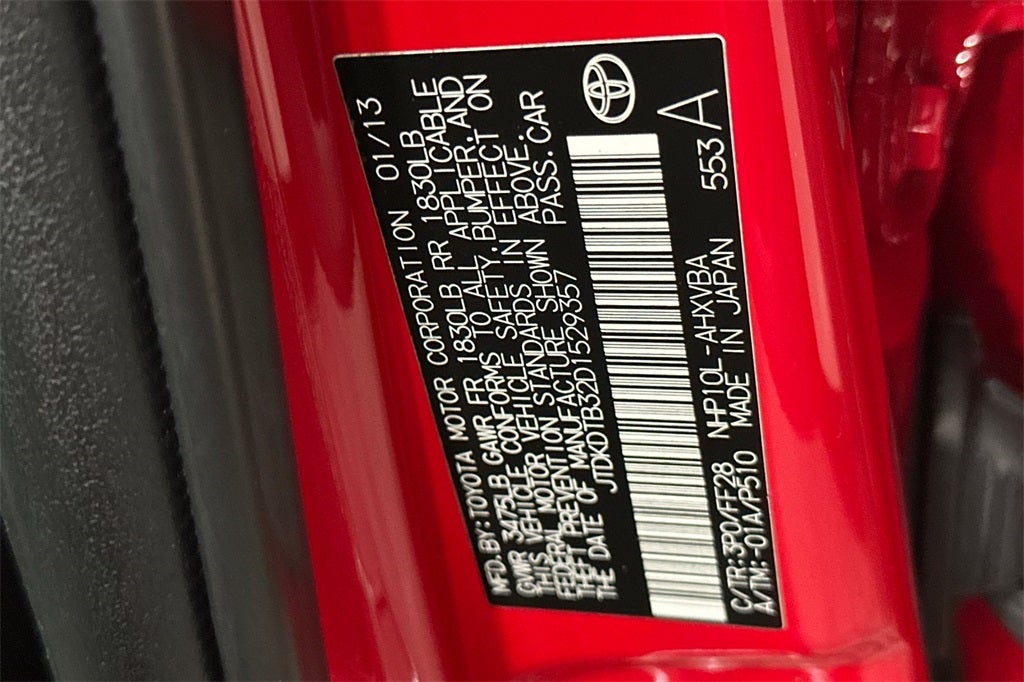 MFD.BY:TOYOTA MOTOR CORPORATION 01/13
GVWR 3475LB GAWR FR 1830LB RR 1830LB
THIS VEHICLE CONFORMS TO ALL APPLICABLE
FEDERAL MOTOR VEHICLE SAFETY,BUMPER,AND
THEFT PREVENTION STANDARDS IN EFFECT ON
THE DATE OF MANUFACTURE SHOWN ABOVE.
JTDKDTB32D1529357 PASS.CAR
C/TR:3P0/FF28 NHP10L-AHXVBA 553 A
A/TM:-01A/P510 MADE IN JAPAN